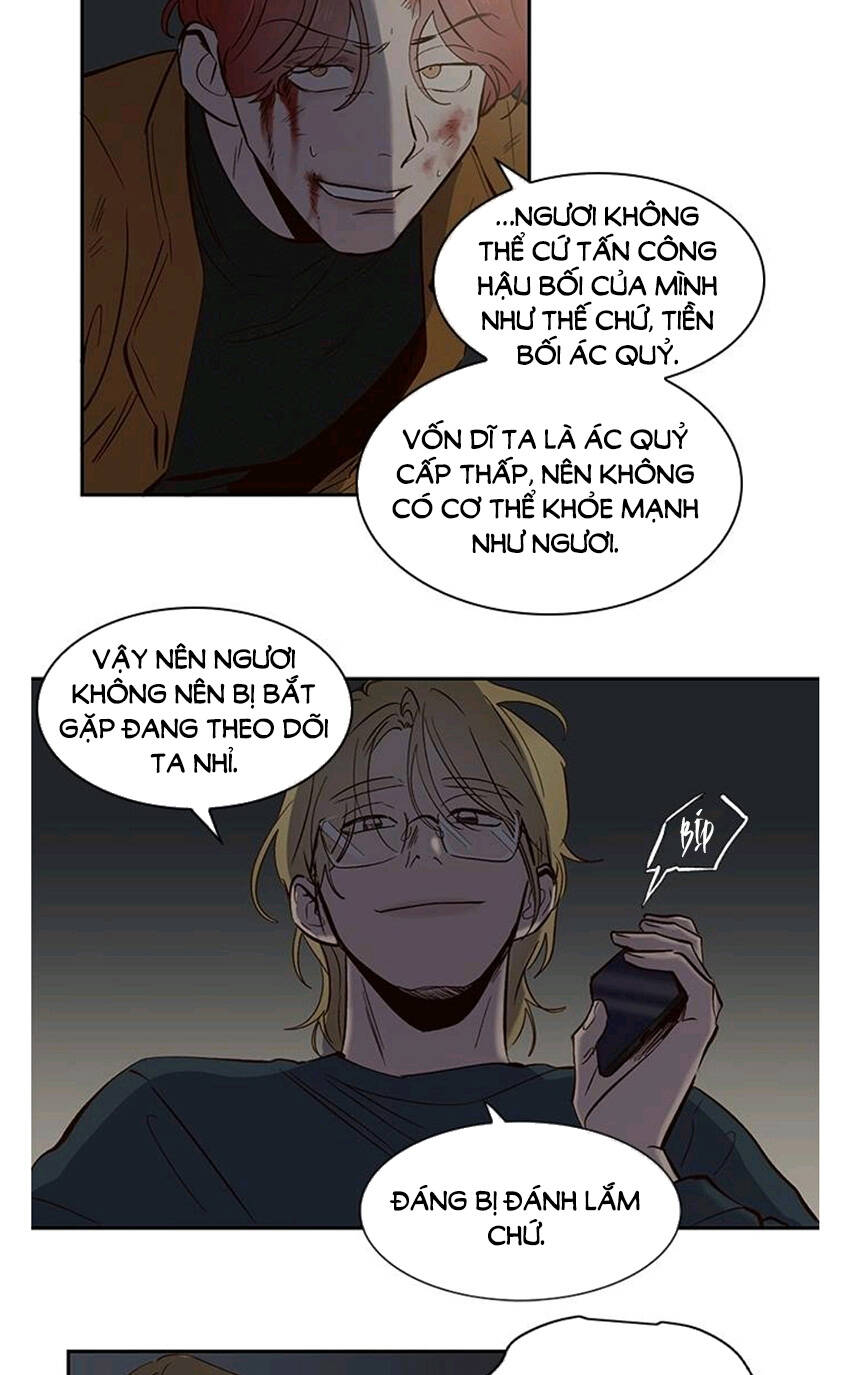 ...NGƯƠI KHÔNG
THỂ CỨ TẤN CÔNG
HẬU BỐI CỦA MÌNH
NHƯ THẾ CHỨ, TIỀN
BỐI ÁC QUỶ.
VỐN DĨ TA LÀ ÁC QUỶ
CẤP THẤP, NÊN KHÔNG
CÓ CƠ THỂ KHỎE MẠNH
NHƯ NGƯƠI.
VẬY NÊN NGƯƠI
KHÔNG NÊN BỊ BẮT
GẶP ĐANG THEO DÕI
TA NHỈ.
BÍP
ĐÁNG BỊ ĐÁNH LẮM
CHỨ.